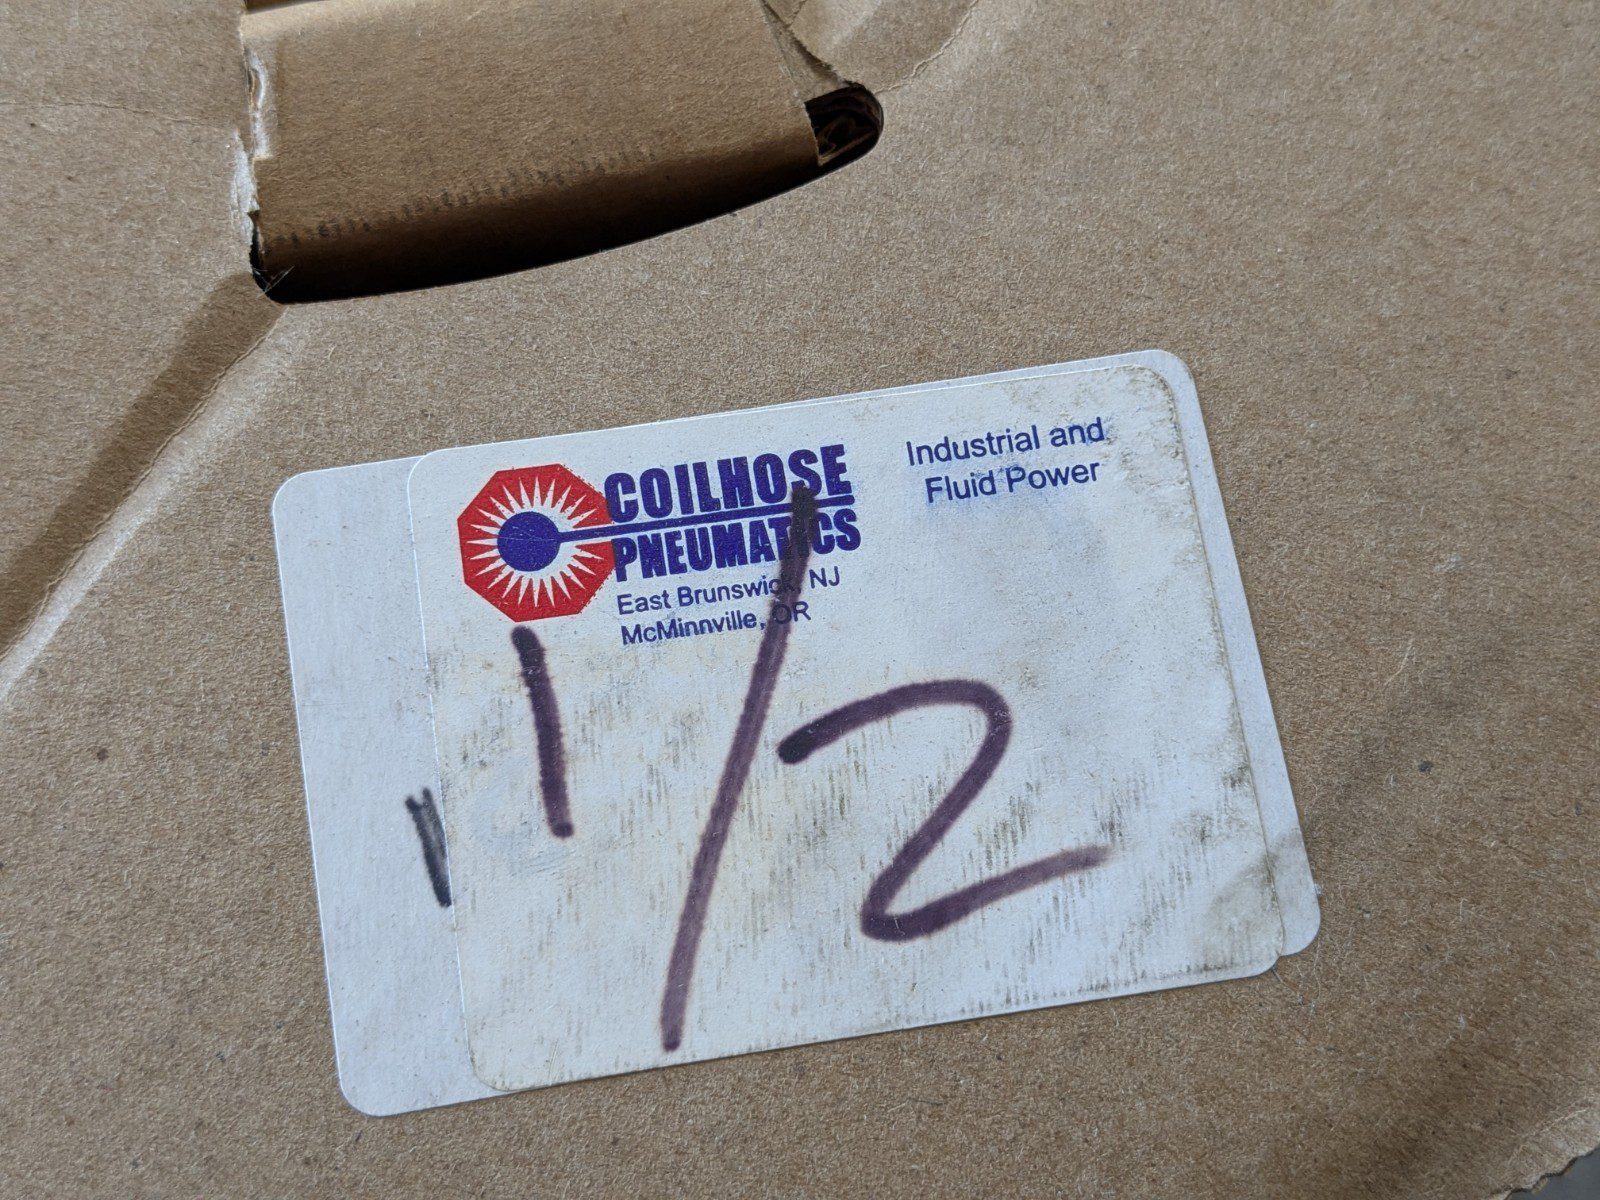 COILHOSE
PNEUMATICS
East Brunswick, NJ
McMinnville, OR
Industrial and
Fluid Power
1/2